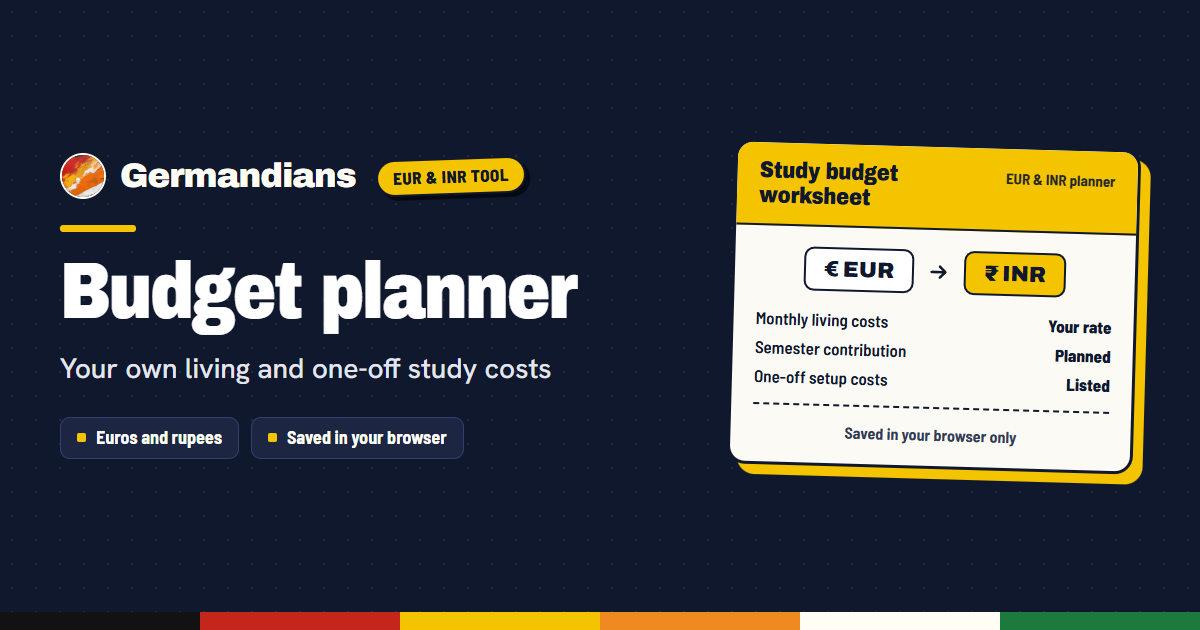 Germandians
EUR & INR TOOL
Budget planner
Your own living and one-off study costs
Euros and rupees
Saved in your browser
Study budget
worksheet
EUR & INR planner
€ EUR → ₹ INR
Monthly living costs Your rate
Semester contribution Planned
One-off setup costs Listed
Saved in your browser only